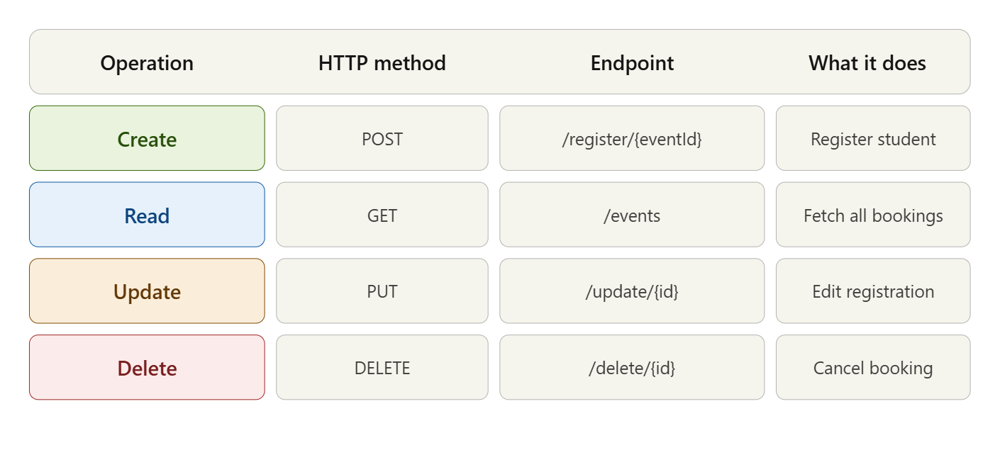 Operation HTTP method Endpoint What it does
Create POST /register/{eventId} Register student
Read GET /events Fetch all bookings
Update PUT /update/{id} Edit registration
Delete DELETE /delete/{id} Cancel booking